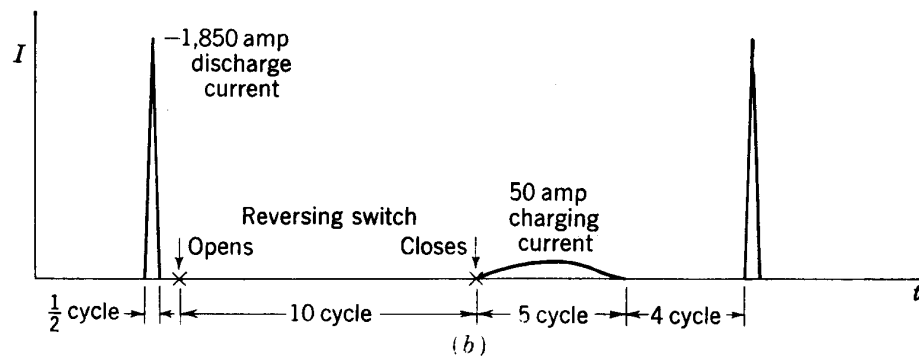 I
−1,850 amp
discharge
current
50 amp
charging
current
Reversing switch
Opens
Closes
t
1/2 cycle
10 cycle
5 cycle
4 cycle
(b)